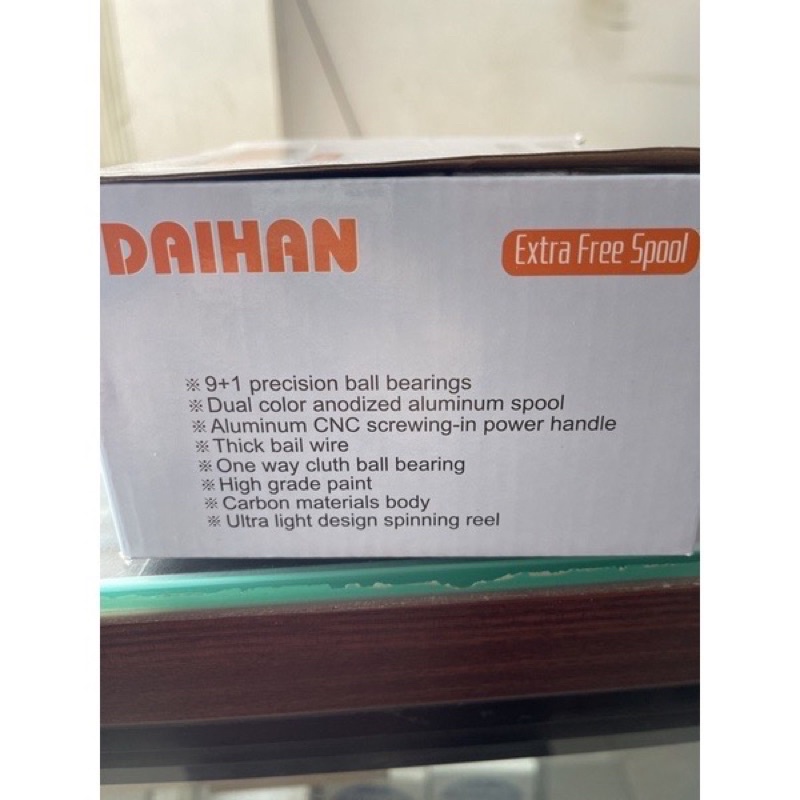 DAIHAN
Extra Free Spool
※ 9+1 precision ball bearings
※ Dual color anodized aluminum spool
※ Aluminum CNC screwing-in power handle
※ Thick bail wire
※ One way cluth ball bearing
※ High grade paint
※ Carbon materials body
※ Ultra light design spinning reel